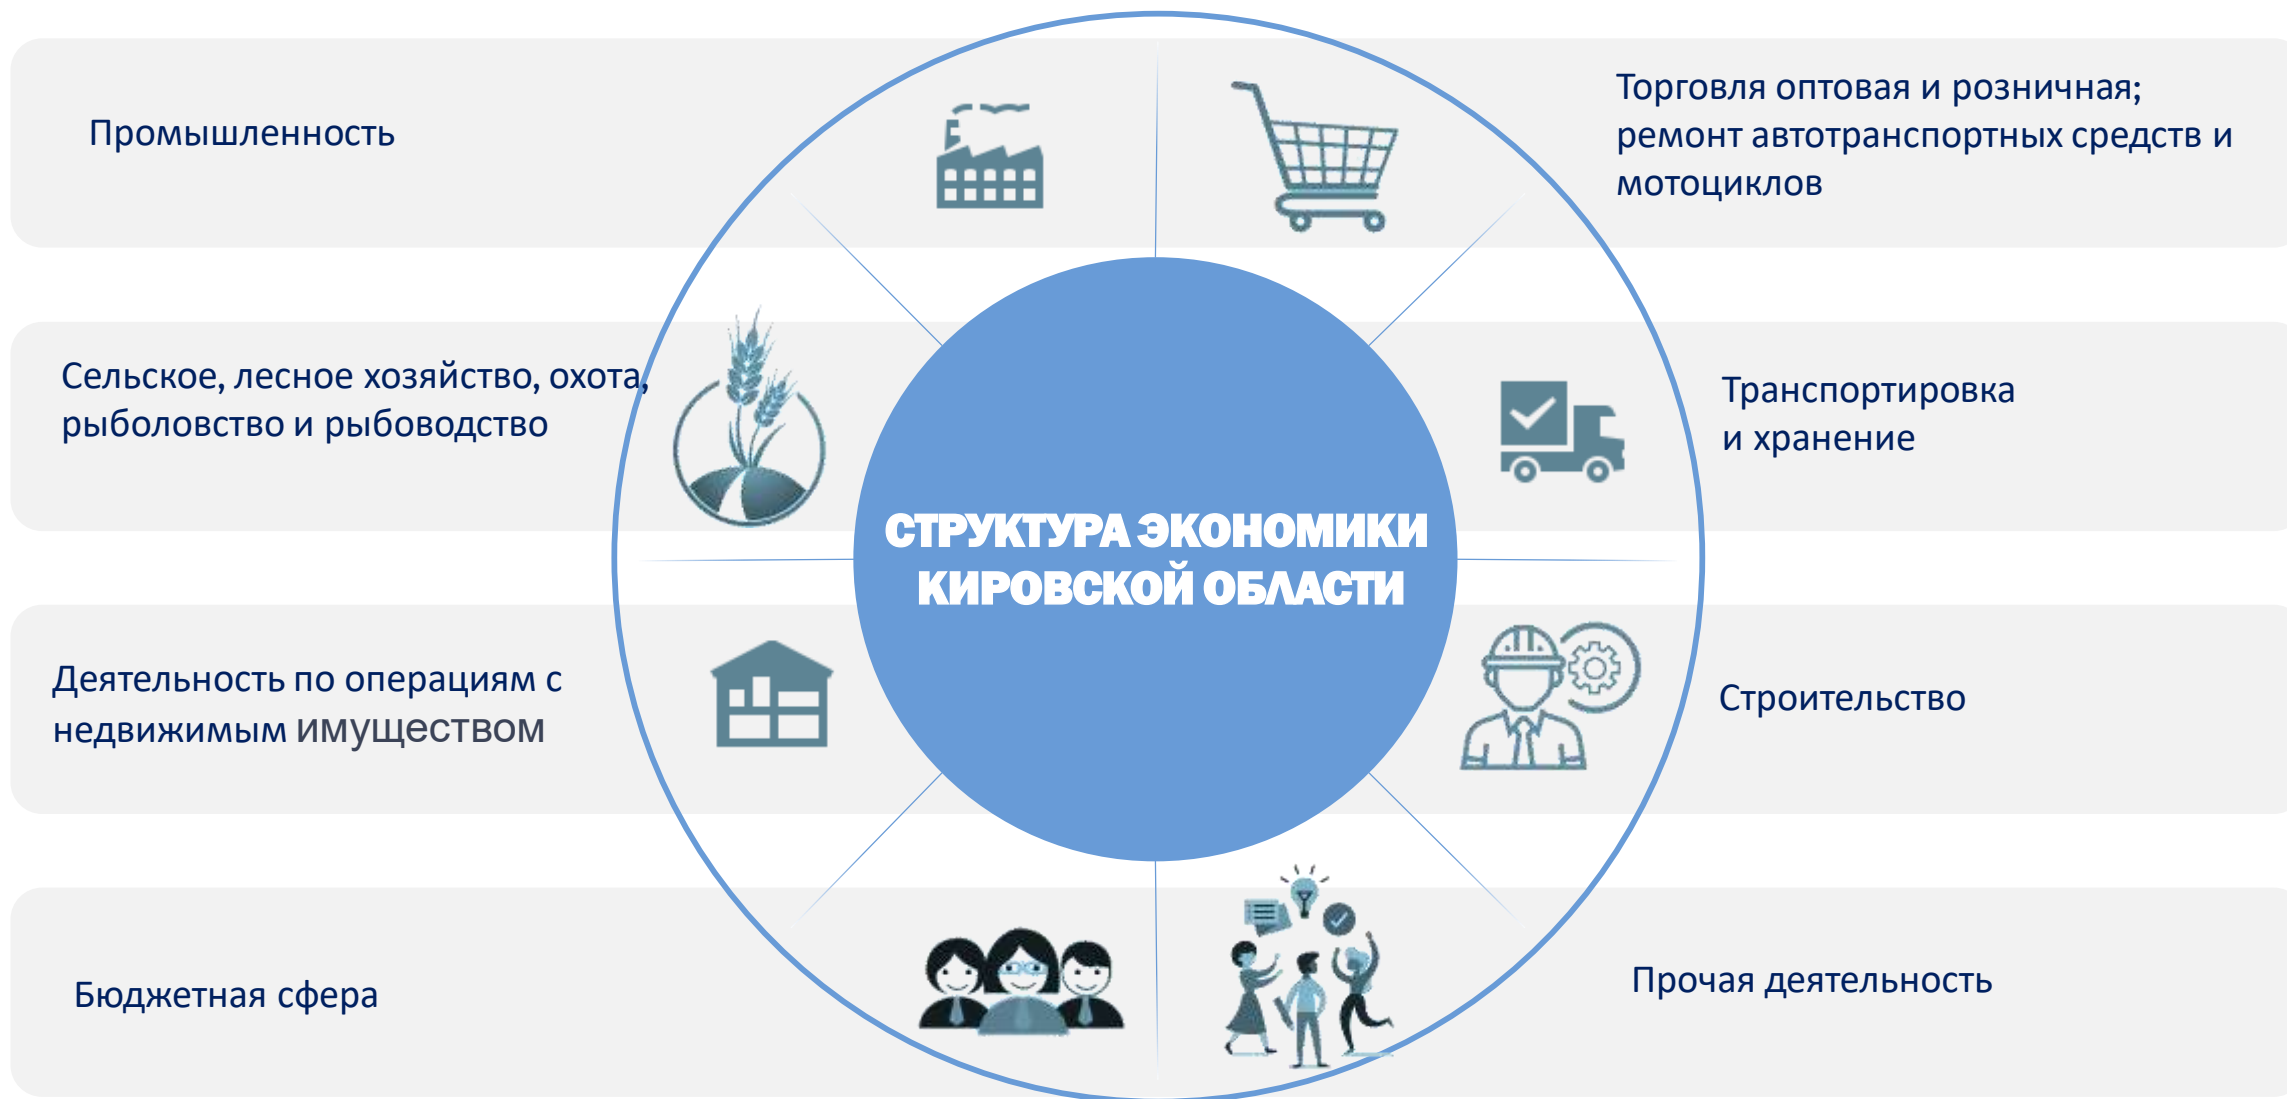 Промышленность
Торговля оптовая и розничная;
ремонт автотранспортных средств и
мотоциклов
Сельское, лесное хозяйство, охота,
рыболовство и рыбоводство
Транспортировка
и хранение
СТРУКТУРА ЭКОНОМИКИ
КИРОВСКОЙ ОБЛАСТИ
Деятельность по операциям с
недвижимым имуществом
Строительство
Бюджетная сфера
Прочая деятельность